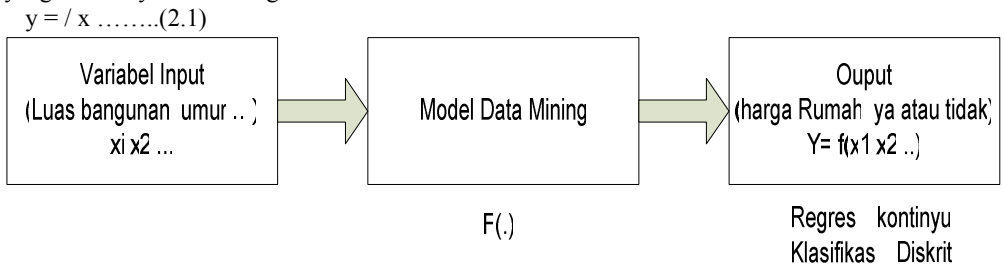 y = / x ……..(2.1)
Variabel Input
(Luas bangunan umur .. )
xi x2 ...
Model Data Mining
Ouput
(harga Rumah ya atau tidak)
Y= f(x1 x2 ..)
F(.)
Regres kontinyu
Klasifikas Diskrit